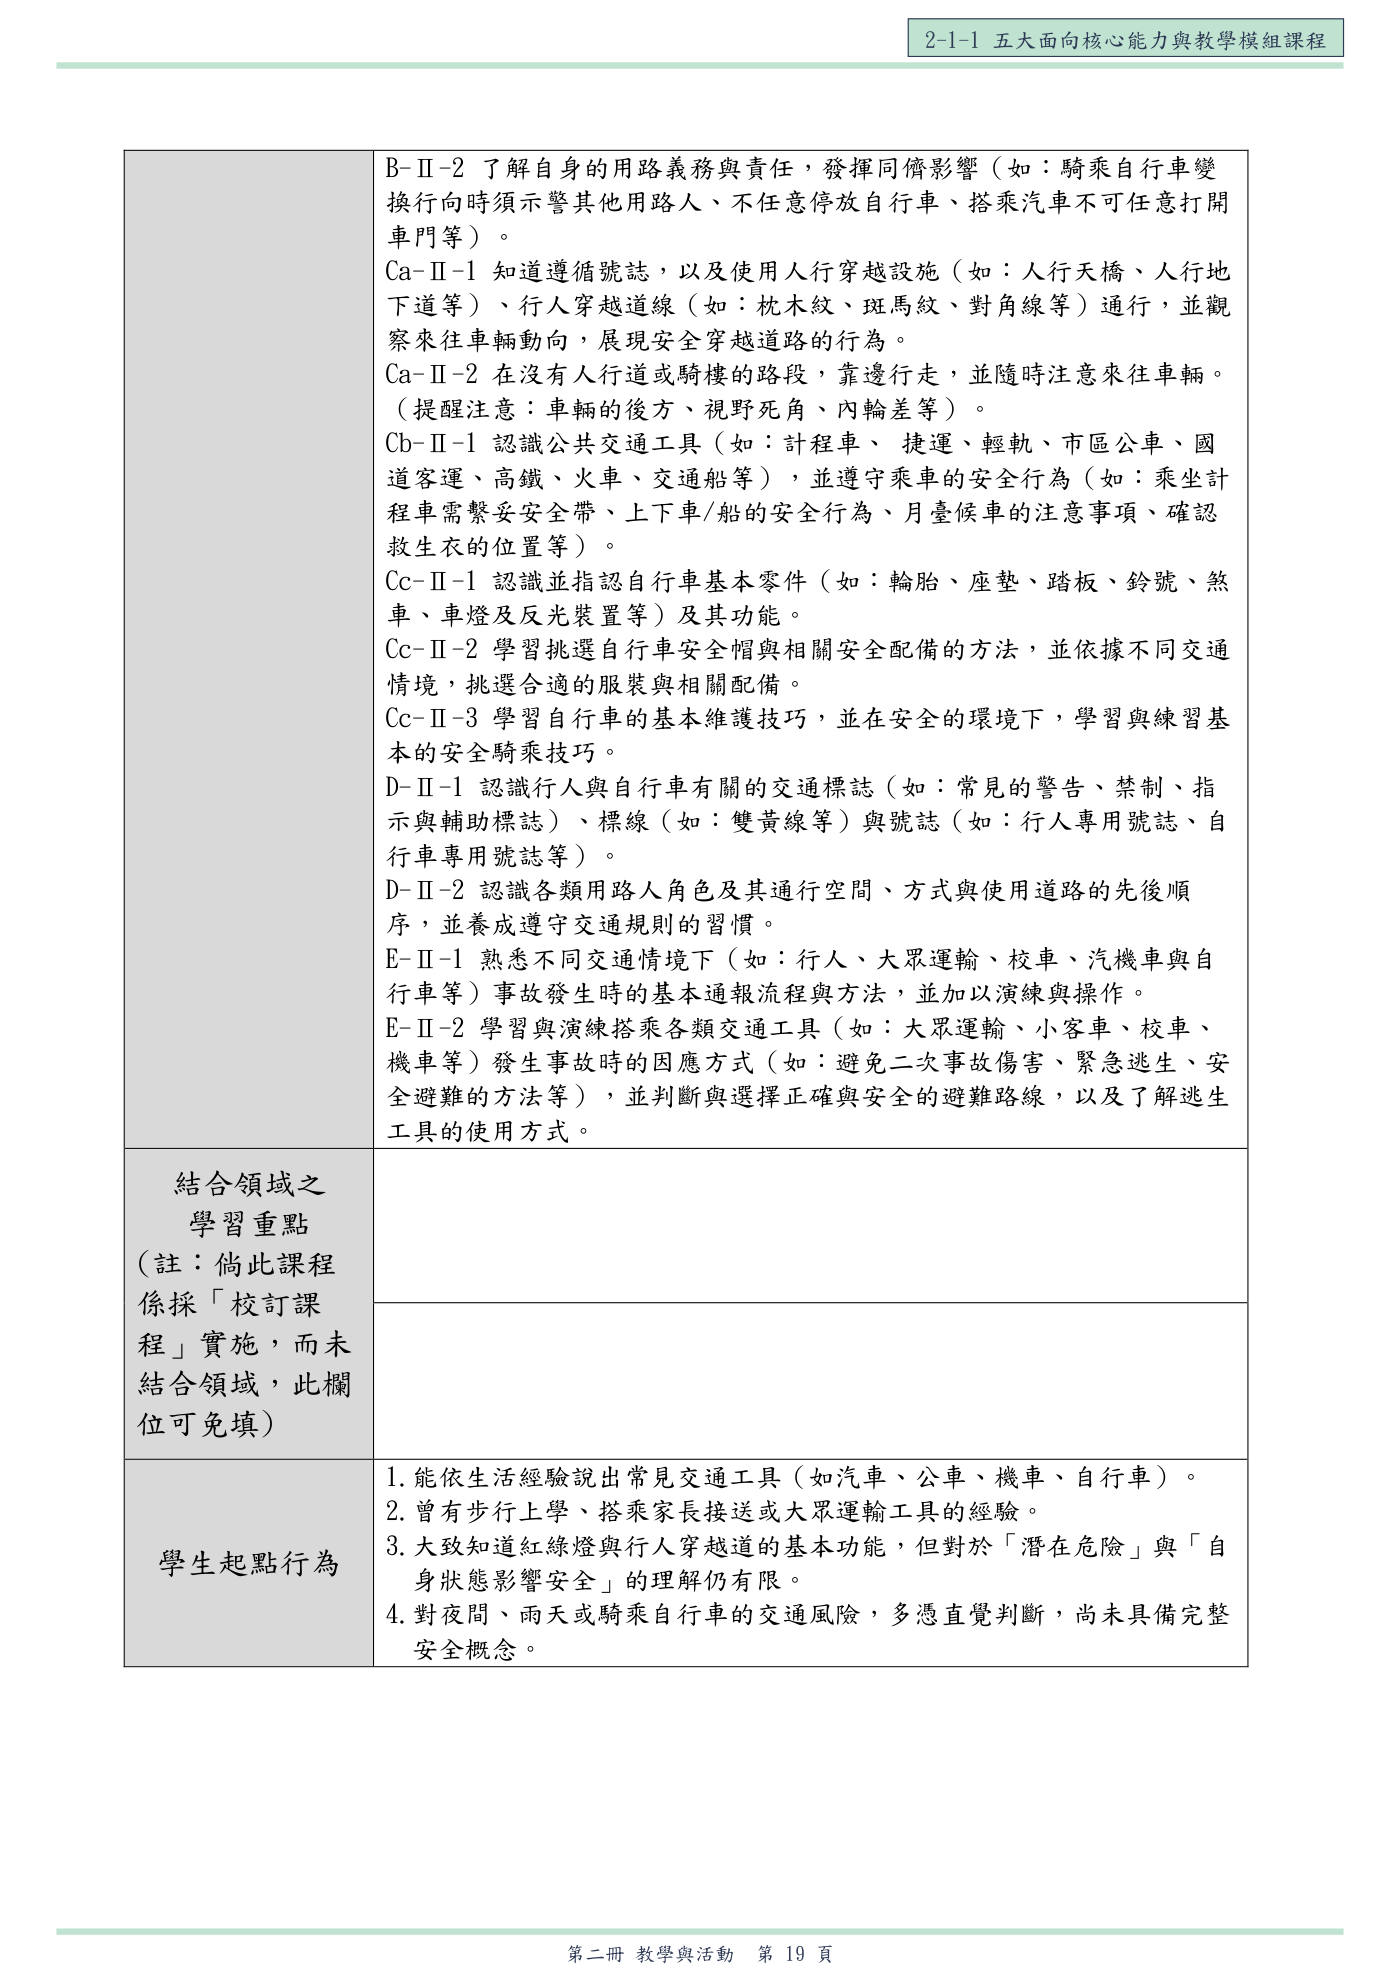 2-1-1 五大面向核心能力與教學模組課程
B-Ⅱ-2 了解自身的用路義務與責任，發揮同儕影響（如：騎乘自行車變
換行向時須示警其他用路人、不任意停放自行車、搭乘汽車不可任意打開
車門等）。
Ca-Ⅱ-1 知道遵循號誌，以及使用人行穿越設施（如：人行天橋、人行地
下道等）、行人穿越道線（如：枕木紋、斑馬紋、對角線等）通行，並觀
察來往車輛動向，展現安全穿越道路的行為。
Ca-Ⅱ-2 在沒有人行道或騎樓的路段，靠邊行走，並隨時注意來往車輛。
（提醒注意：車輛的後方、視野死角、內輪差等）。
Cb-Ⅱ-1 認識公共交通工具（如：計程車、 捷運、輕軌、市區公車、國
道客運、高鐵、火車、交通船等），並遵守乘車的安全行為（如：乘坐計
程車需繫妥安全帶、上下車/船的安全行為、月臺候車的注意事項、確認
救生衣的位置等）。
Cc-Ⅱ-1 認識並指認自行車基本零件（如：輪胎、座墊、踏板、鈴號、煞
車、車燈及反光裝置等）及其功能。
Cc-Ⅱ-2 學習挑選自行車安全帽與相關安全配備的方法，並依據不同交通
情境，挑選合適的服裝與相關配備。
Cc-Ⅱ-3 學習自行車的基本維護技巧，並在安全的環境下，學習與練習基
本的安全騎乘技巧。
D-Ⅱ-1 認識行人與自行車有關的交通標誌（如：常見的警告、禁制、指
示與輔助標誌）、標線（如：雙黃線等）與號誌（如：行人專用號誌、自
行車專用號誌等）。
D-Ⅱ-2 認識各類用路人角色及其通行空間、方式與使用道路的先後順
序，並養成遵守交通規則的習慣。
E-Ⅱ-1 熟悉不同交通情境下（如：行人、大眾運輸、校車、汽機車與自
行車等）事故發生時的基本通報流程與方法，並加以演練與操作。
E-Ⅱ-2 學習與演練搭乘各類交通工具（如：大眾運輸、小客車、校車、
機車等）發生事故時的因應方式（如：避免二次事故傷害、緊急逃生、安
全避難的方法等），並判斷與選擇正確與安全的避難路線，以及了解逃生
工具的使用方式。
結合領域之
學習重點
（註：倘此課程
係採「校訂課
程」實施，而未
結合領域，此欄
位可免填）
學生起點行為
1.能依生活經驗說出常見交通工具（如汽車、公車、機車、自行車）。
2.曾有步行上學、搭乘家長接送或大眾運輸工具的經驗。
3.大致知道紅綠燈與行人穿越道的基本功能，但對於「潛在危險」與「自
身狀態影響安全」的理解仍有限。
4.對夜間、雨天或騎乘自行車的交通風險，多憑直覺判斷，尚未具備完整
安全概念。
第二冊 教學與活動 第 19 頁